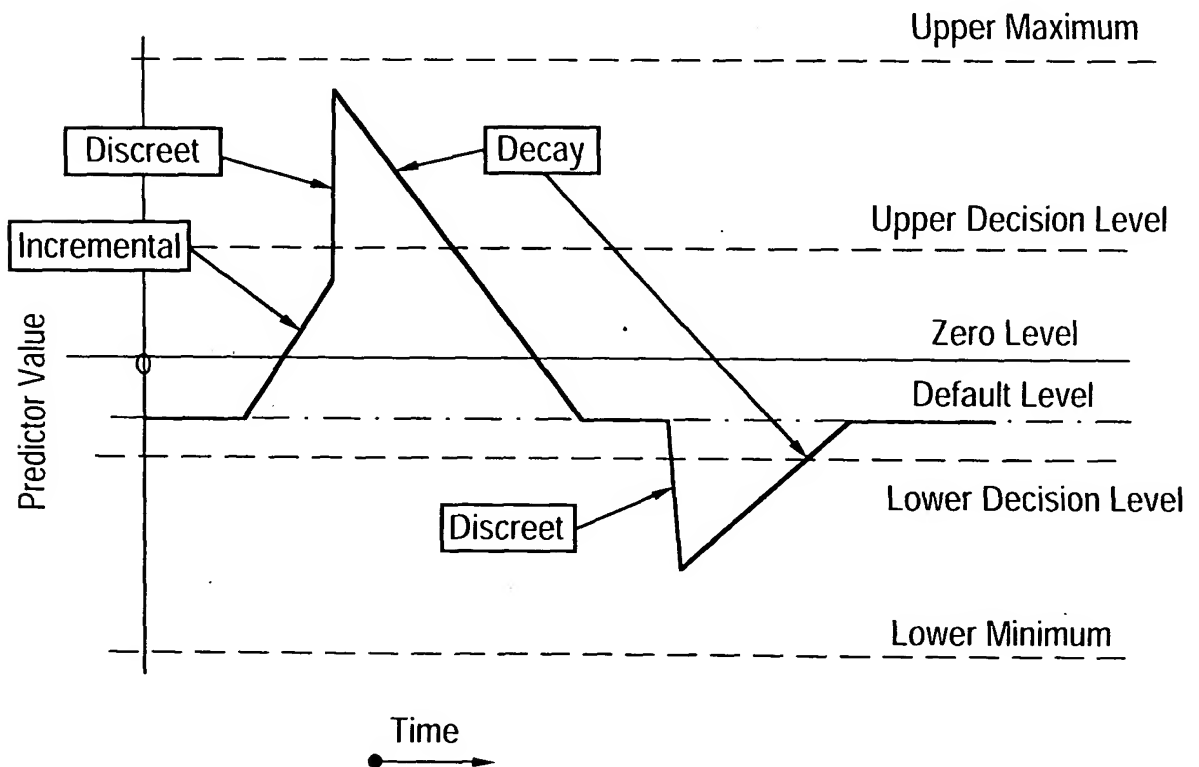 Upper Maximum
Discreet
Decay
Upper Decision Level
Incremental
Zero Level
0
Predictor Value
Default Level
Lower Decision Level
Discreet
Lower Minimum
Time